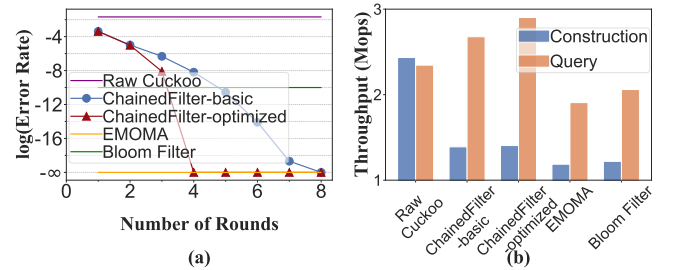 (a)
log(Error Rate)
-4
-10
-16
-∞
Raw Cuckoo
ChainedFilter-basic
ChainedFilter-optimized
EMOMA
Bloom Filter
0 2 4 6 8
Number of Rounds
(a)
Throughput (Mops)
3
2
1
Construction
Query
Raw
Cuckoo
ChainedFilter
-basic
ChainedFilter
-optimized
EMOMA
Bloom Filter
(b)